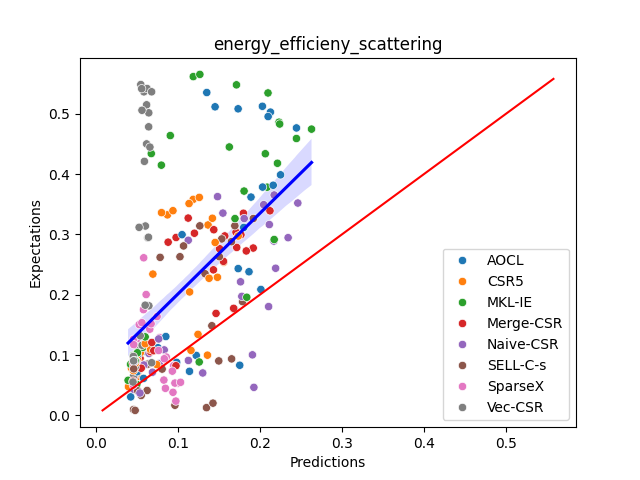 energy_efficieny_scattering
Expectations
0.5
0.4
0.3
0.2
0.1
0.0
AOCL
CSR5
MKL-IE
Merge-CSR
Naive-CSR
SELL-C-s
SparseX
Vec-CSR
0.0 0.1 0.2 0.3 0.4 0.5
Predictions